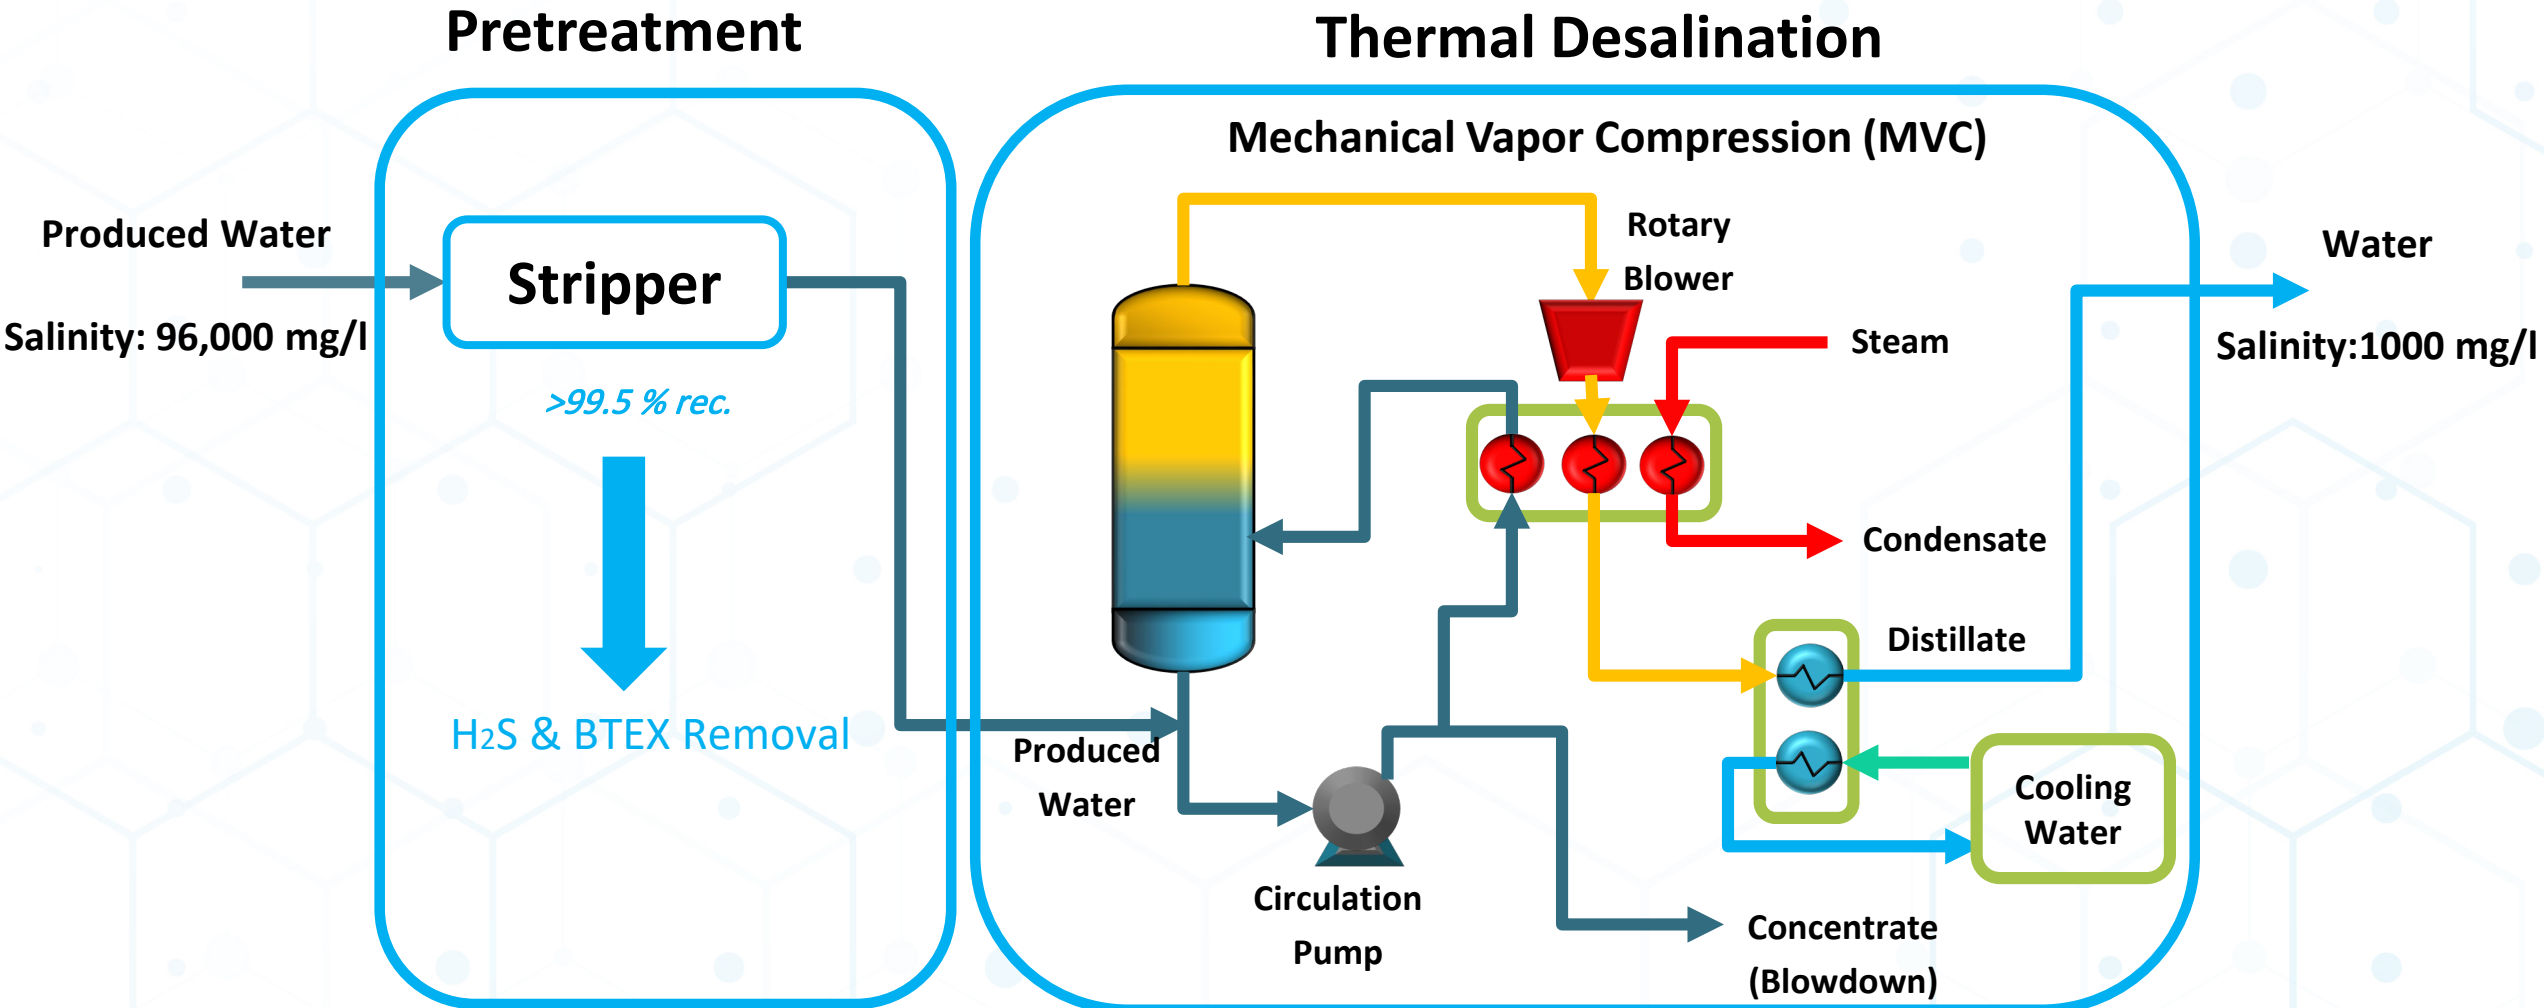 Pretreatment
Thermal Desalination
Mechanical Vapor Compression (MVC)
Produced Water
Salinity: 96,000 mg/l
Stripper
>99.5 % rec.
H2S & BTEX Removal
Rotary
Blower
Steam
Condensate
Distillate
Produced
Water
Circulation
Pump
Cooling
Water
Concentrate
(Blowdown)
Water
Salinity:1000 mg/l